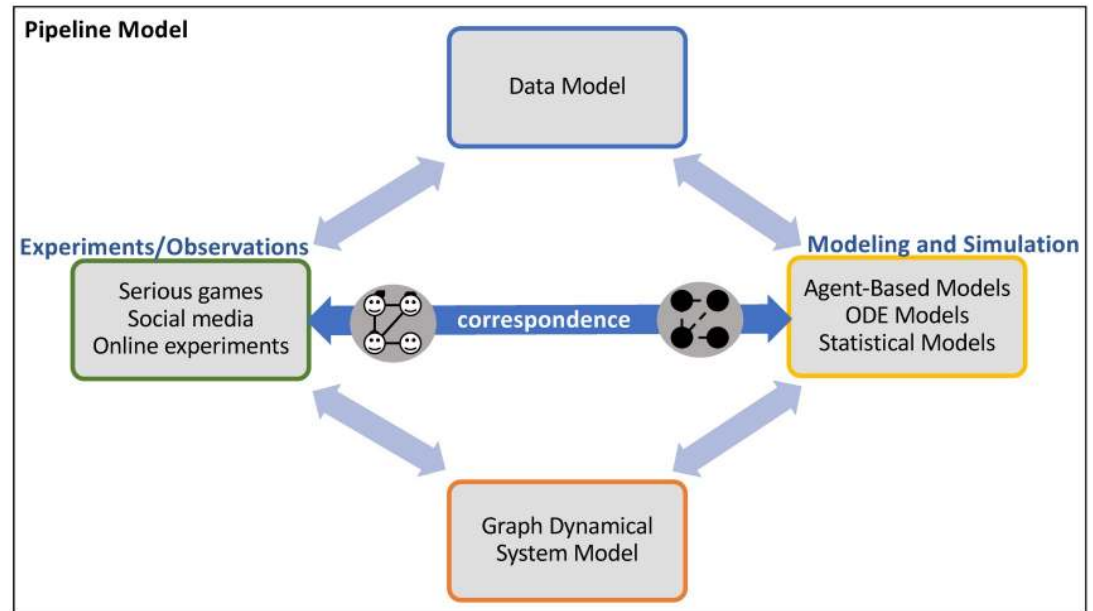 Pipeline Model
Data Model
Experiments/Observations
Modeling and Simulation
Serious games
Social media
Online experiments
correspondence
Agent-Based Models
ODE Models
Statistical Models
Graph Dynamical
System Model